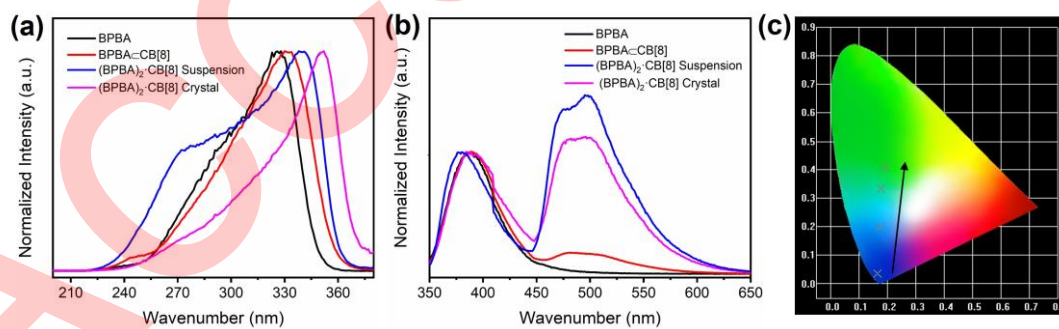 (a)
BPBA
BPBA⊂CB[8]
(BPBA)₂·CB[8] Suspension
(BPBA)₂·CB[8] Crystal
Normalized Intensity (a.u.)
210 240 270 300 330 360
Wavenumber (nm)
(b)
BPBA
BPBA⊂CB[8]
(BPBA)₂·CB[8] Suspension
(BPBA)₂·CB[8] Crystal
Normalized Intensity (a.u.)
350 400 450 500 550 600 650
Wavenumber (nm)
(c)
0.9
0.8
0.7
0.6
0.5
0.4
0.3
0.2
0.1
0.0
0.0 0.1 0.2 0.3 0.4 0.5 0.6 0.7